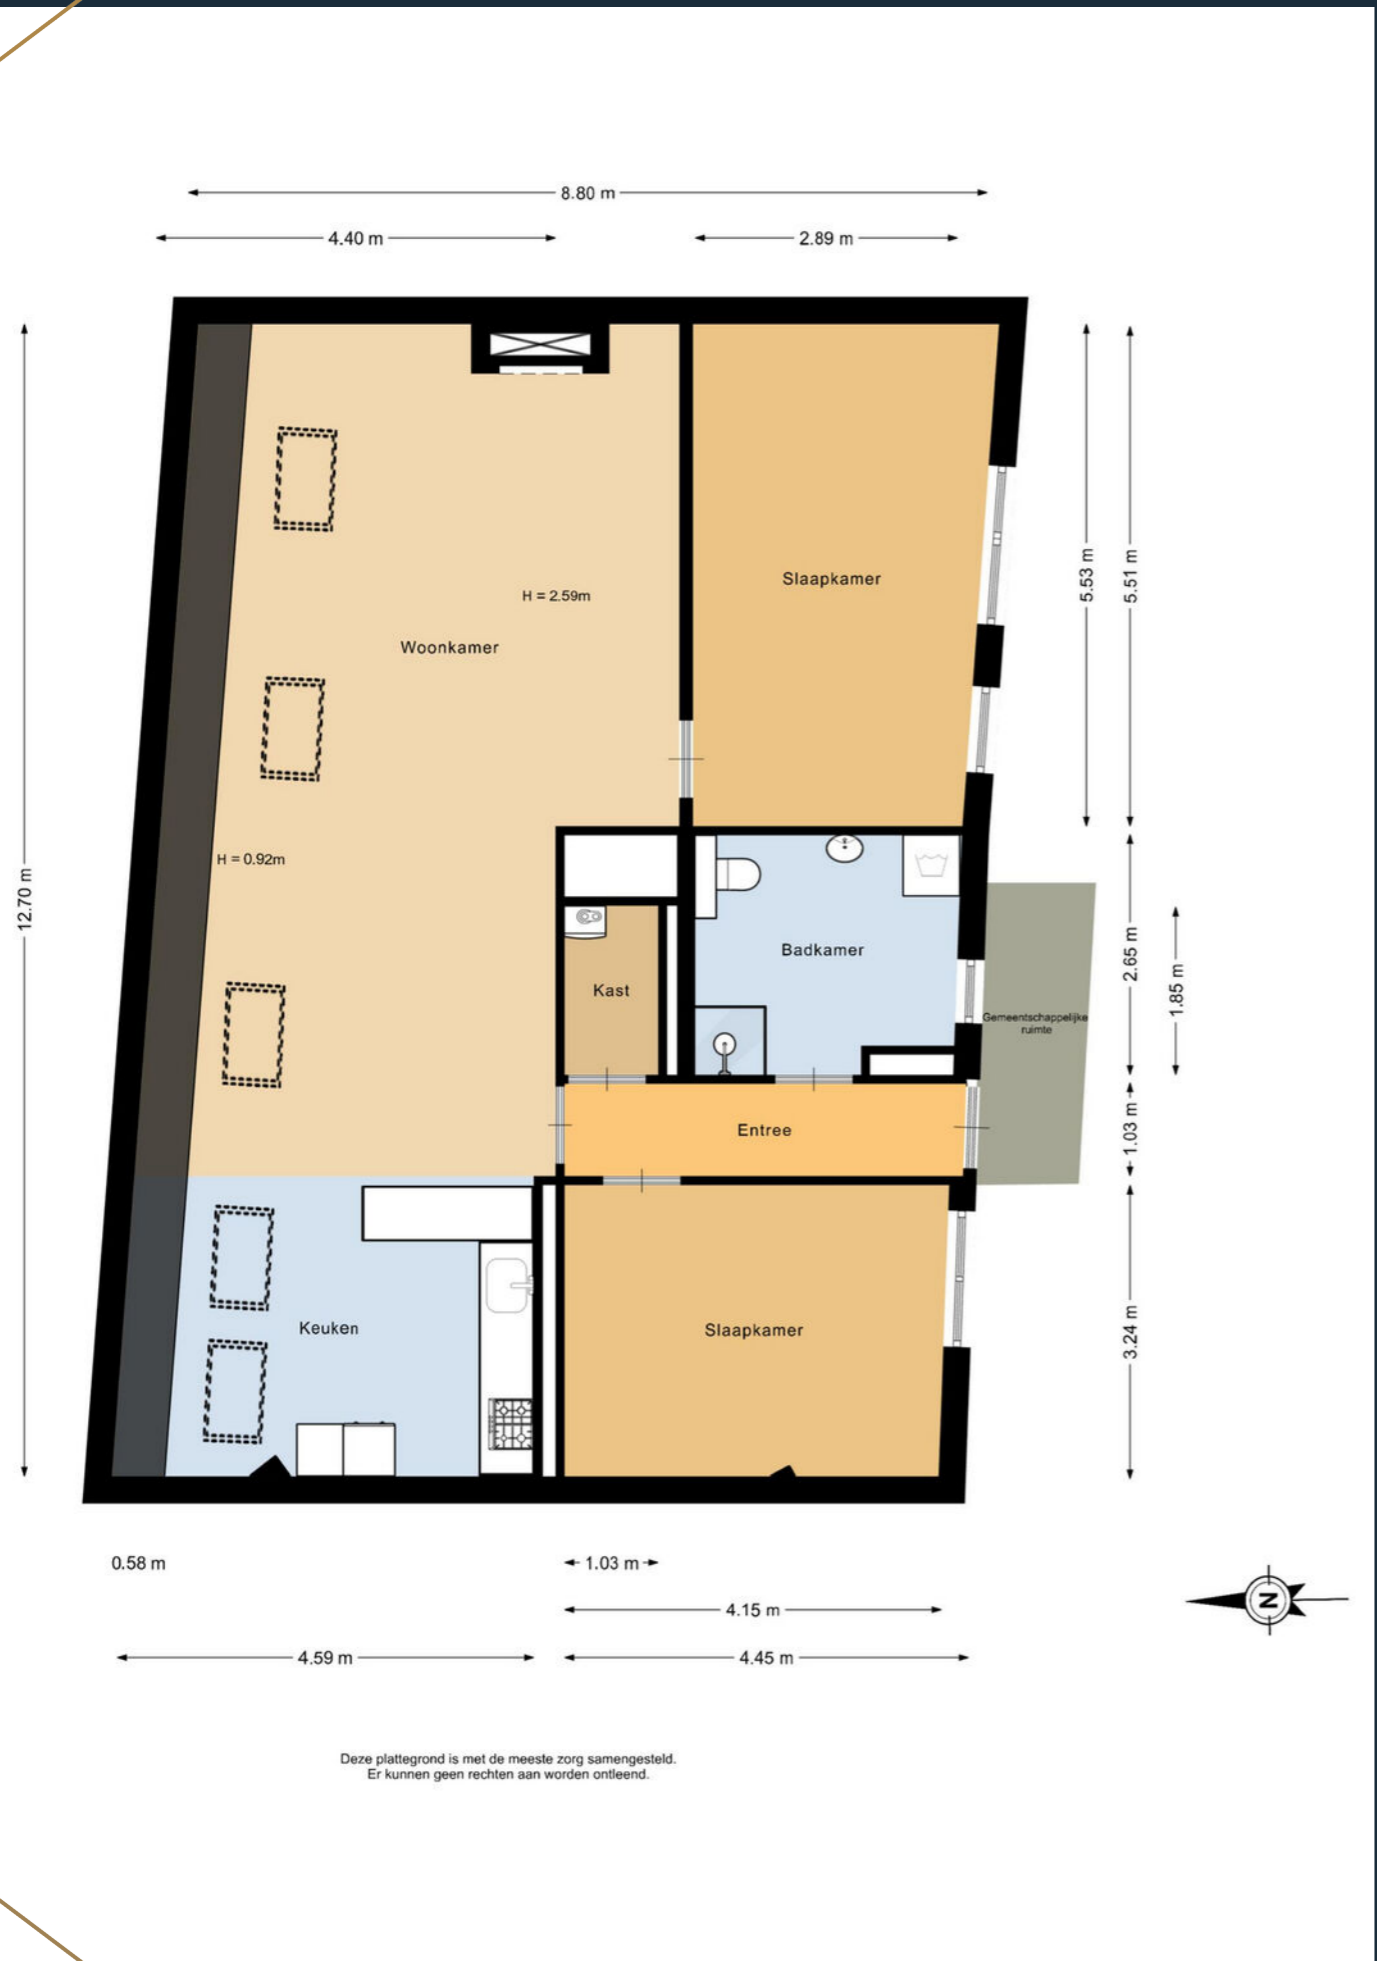 8.80 m
4.40 m
2.89 m
5.53 m
5.51 m
Slaapkamer
H = 2.59m
Woonkamer
H = 0.92m
12.70 m
Badkamer
2.65 m
1.85 m
Kast
Gemeentschappelijke
ruimte
Entree
1.03 m
Keuken
Slaapkamer
3.24 m
0.58 m
1.03 m
4.15 m
4.59 m
4.45 m
N
Deze plattegrond is met de meeste zorg samengesteld.
Er kunnen geen rechten aan worden ontleend.